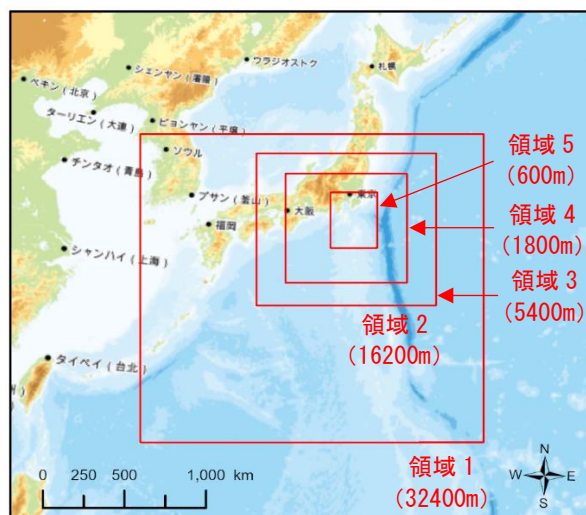 ウラジオストク
札幌
シェンヤン(瀋陽)
ペキン(北京)
ターリエン(大連)
ピョンヤン(平壌)
ソウル
チンタオ(青島)
プサン(釜山)
福岡
大阪
東京
シャンハイ(上海)
タイペイ(台北)
領域 5
(600m)
領域 4
(1800m)
領域 3
(5400m)
領域 2
(16200m)
領域 1
(32400m)
0 250 500 1,000 km
N
W E
S